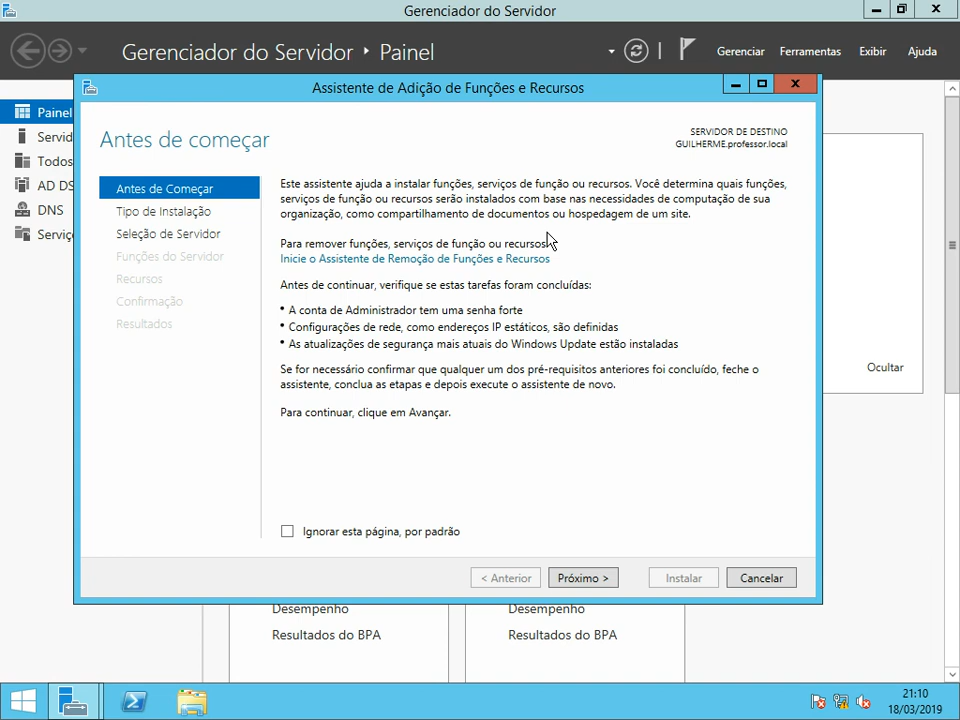 Gerenciador do Servidor
Gerenciador do Servidor ‣ Painel
Gerenciar Ferramentas Exibir Ajuda
Assistente de Adição de Funções e Recursos
Painel
Servid
Todos
AD DS
DNS
Serviç
Antes de começar
SERVIDOR DE DESTINO
GUILHERME.professor.local
Antes de Começar
Tipo de Instalação
Seleção de Servidor
Funções do Servidor
Recursos
Confirmação
Resultados
Este assistente ajuda a instalar funções, serviços de função ou recursos. Você determina quais funções,
serviços de função ou recursos serão instalados com base nas necessidades de computação de sua
organização, como compartilhamento de documentos ou hospedagem de um site.
Para remover funções, serviços de função ou recursos:
Inicie o Assistente de Remoção de Funções e Recursos
Antes de continuar, verifique se estas tarefas foram concluídas:
• A conta de Administrador tem uma senha forte
• Configurações de rede, como endereços IP estáticos, são definidas
• As atualizações de segurança mais atuais do Windows Update estão instaladas
Se for necessário confirmar que qualquer um dos pré-requisitos anteriores foi concluído, feche o
assistente, conclua as etapas e depois execute o assistente de novo.
Para continuar, clique em Avançar.
Ignorar esta página, por padrão
< Anterior Próximo > Instalar Cancelar
Ocultar
Desempenho Desempenho
Resultados do BPA Resultados do BPA
21:10
18/03/2019